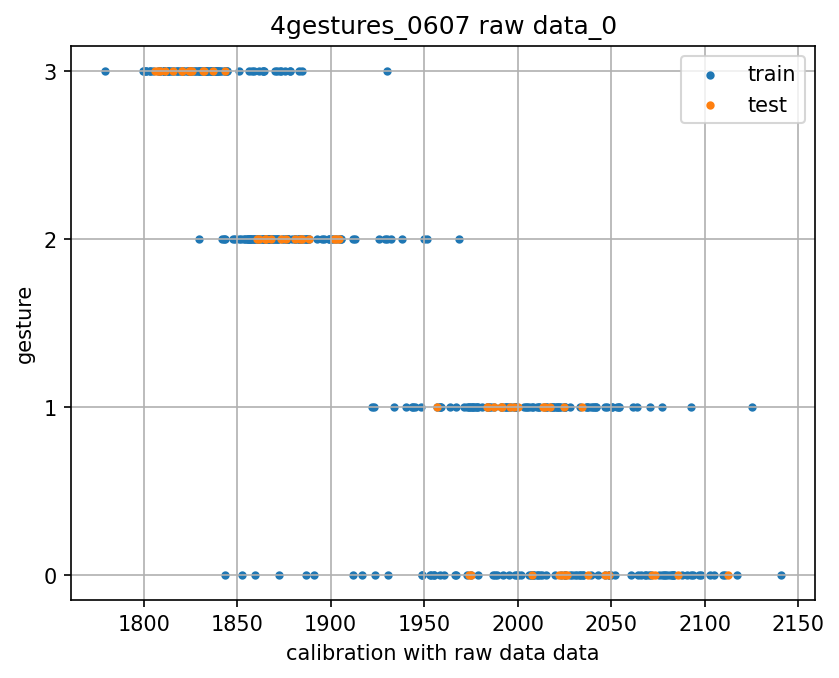 4gestures_0607 raw data_0
train
test
3
2
1
0
gesture
1800 1850 1900 1950 2000 2050 2100 2150
calibration with raw data data